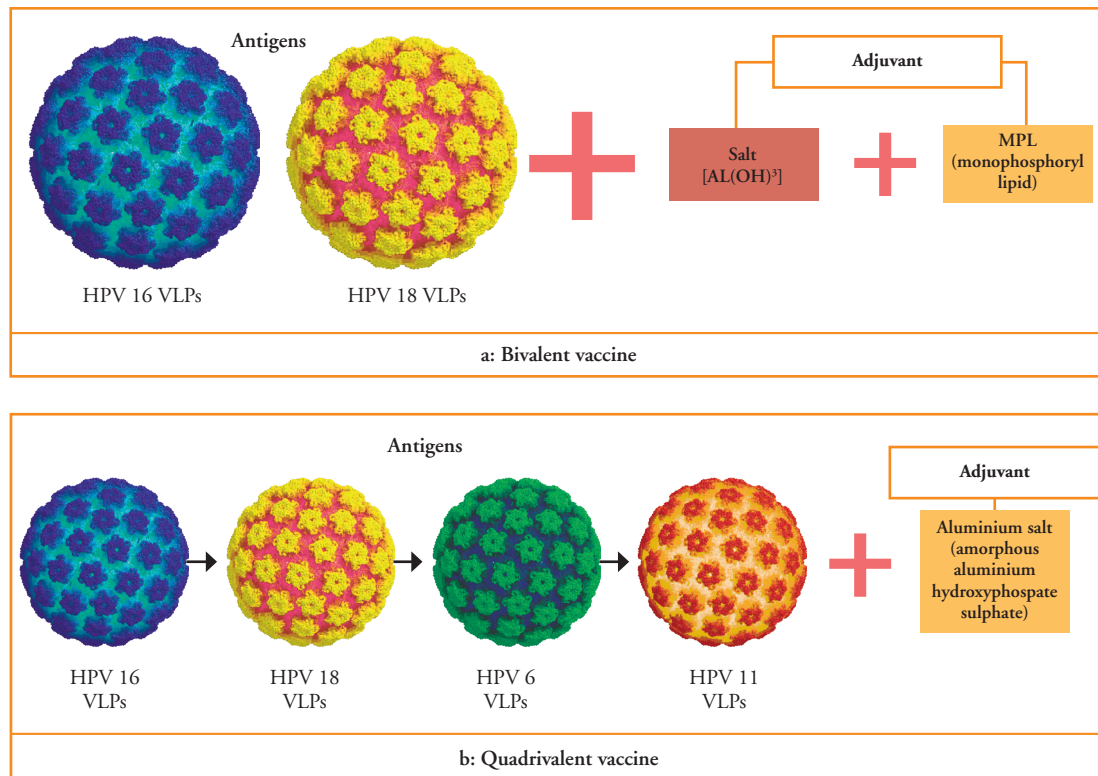 Antigens
Adjuvant
Salt
[AL(OH)³]
MPL
(monophosphoryl
lipid)
HPV 16 VLPs
HPV 18 VLPs
a: Bivalent vaccine
Antigens
Adjuvant
Aluminium salt
(amorphous
aluminium
hydroxyphospate
sulphate)
HPV 16
VLPs
HPV 18
VLPs
HPV 6
VLPs
HPV 11
VLPs
b: Quadrivalent vaccine